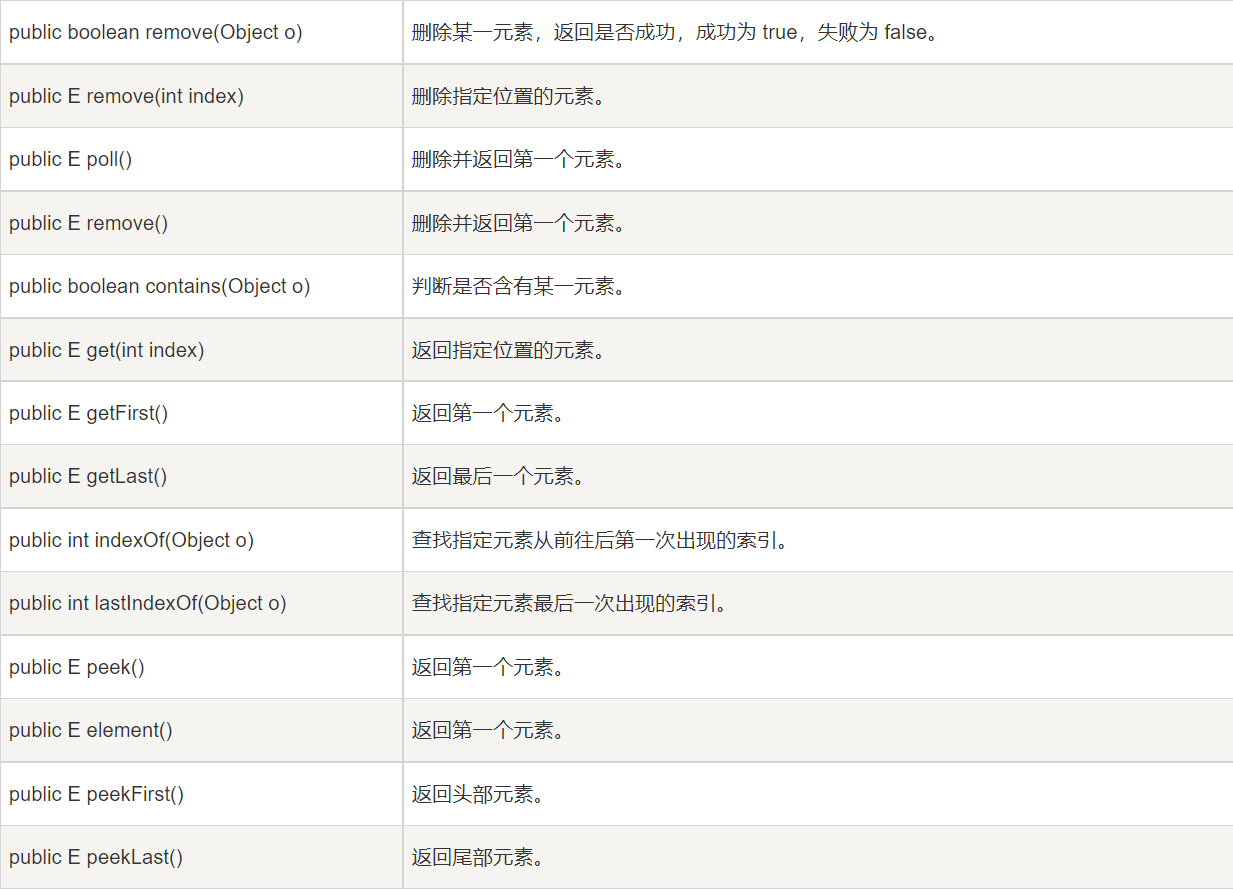 public boolean remove(Object o) 删除某一元素，返回是否成功，成功为 true，失败为 false。
public E remove(int index) 删除指定位置的元素。
public E poll() 删除并返回第一个元素。
public E remove() 删除并返回第一个元素。
public boolean contains(Object o) 判断是否含有某一元素。
public E get(int index) 返回指定位置的元素。
public E getFirst() 返回第一个元素。
public E getLast() 返回最后一个元素。
public int indexOf(Object o) 查找指定元素从前往后第一次出现的索引。
public int lastIndexOf(Object o) 查找指定元素最后一次出现的索引。
public E peek() 返回第一个元素。
public E element() 返回第一个元素。
public E peekFirst() 返回头部元素。
public E peekLast() 返回尾部元素。